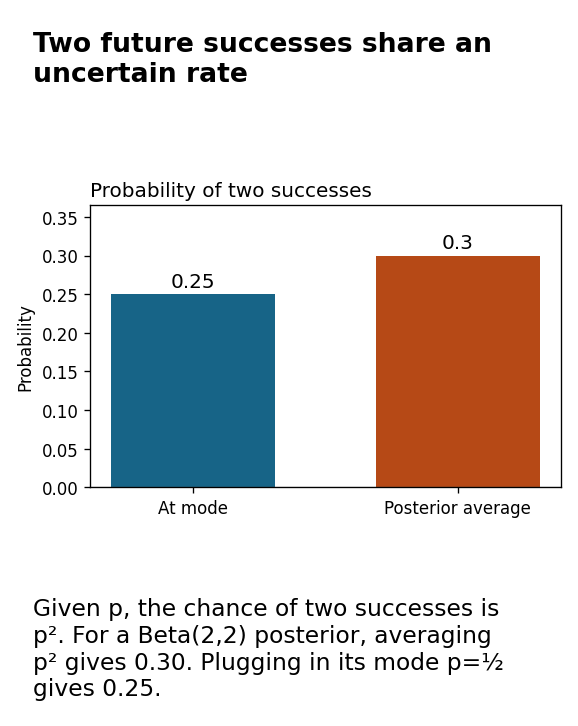 Two future successes share an
uncertain rate
Probability of two successes
0.35
0.30
0.25
0.20
0.15
0.10
0.05
0.00
Probability
0.25
0.3
At mode
Posterior average
Given p, the chance of two successes is
p². For a Beta(2,2) posterior, averaging
p² gives 0.30. Plugging in its mode p=½
gives 0.25.